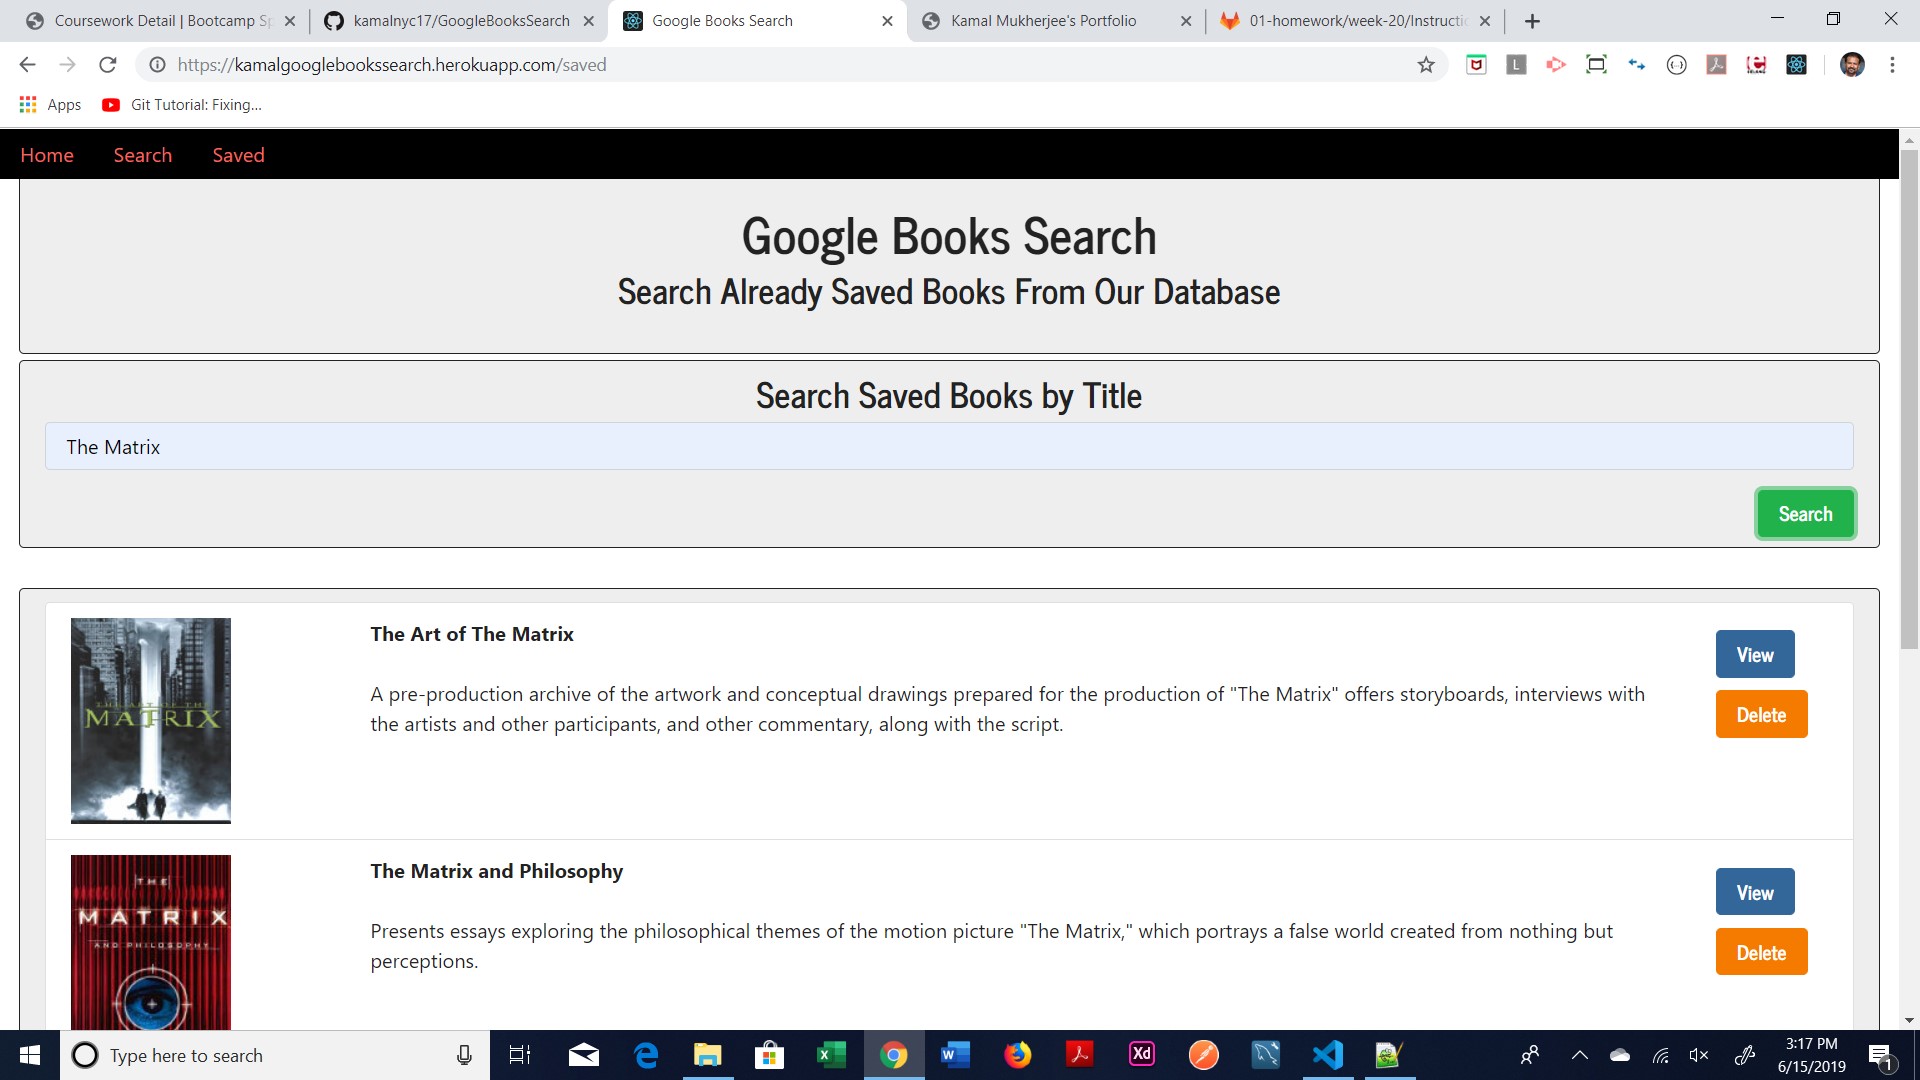 Coursework Detail | Bootcamp Sp
kamalnyc17/GoogleBooksSearch
Google Books Search
Kamal Mukherjee's Portfolio
01-homework/week-20/Instructi
https://kamalgooglebookssearch.herokuapp.com/saved
Apps
Git Tutorial: Fixing...
Home
Search
Saved
Google Books Search
Search Already Saved Books From Our Database
Search Saved Books by Title
The Matrix
Search
THE ART OF THE
MATRIX
The Art of The Matrix
A pre-production archive of the artwork and conceptual drawings prepared for the production of "The Matrix" offers storyboards, interviews with
the artists and other participants, and other commentary, along with the script.
View
Delete
THE
MATRIX
AND PHILOSOPHY
The Matrix and Philosophy
Presents essays exploring the philosophical themes of the motion picture "The Matrix," which portrays a false world created from nothing but
perceptions.
View
Delete
Type here to search
Xd
3:17 PM
6/15/2019
1